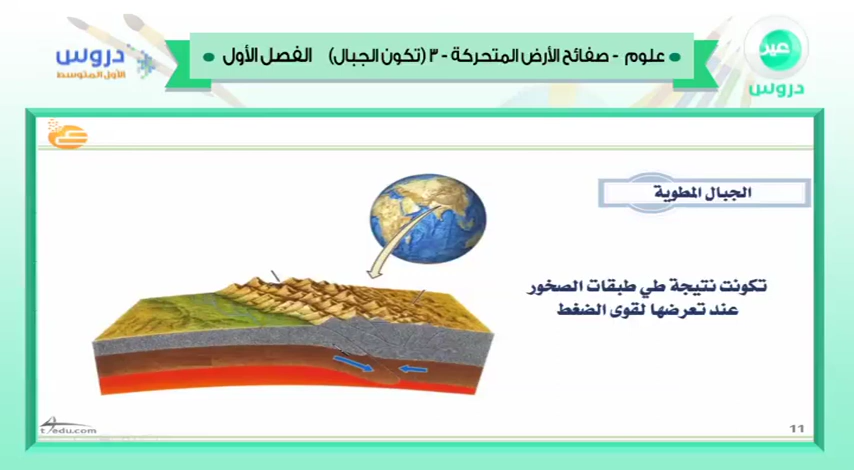 علوم - صفائح الأرض المتحركة - ٣ (تكون الجبال) الفصل الأول
عين
دروس
دروس
الأول المتوسط
الجبال المطوية
تكونت نتيجة طي طبقات الصخور
عند تعرضها لقوى الضغط
t4edu.com
11